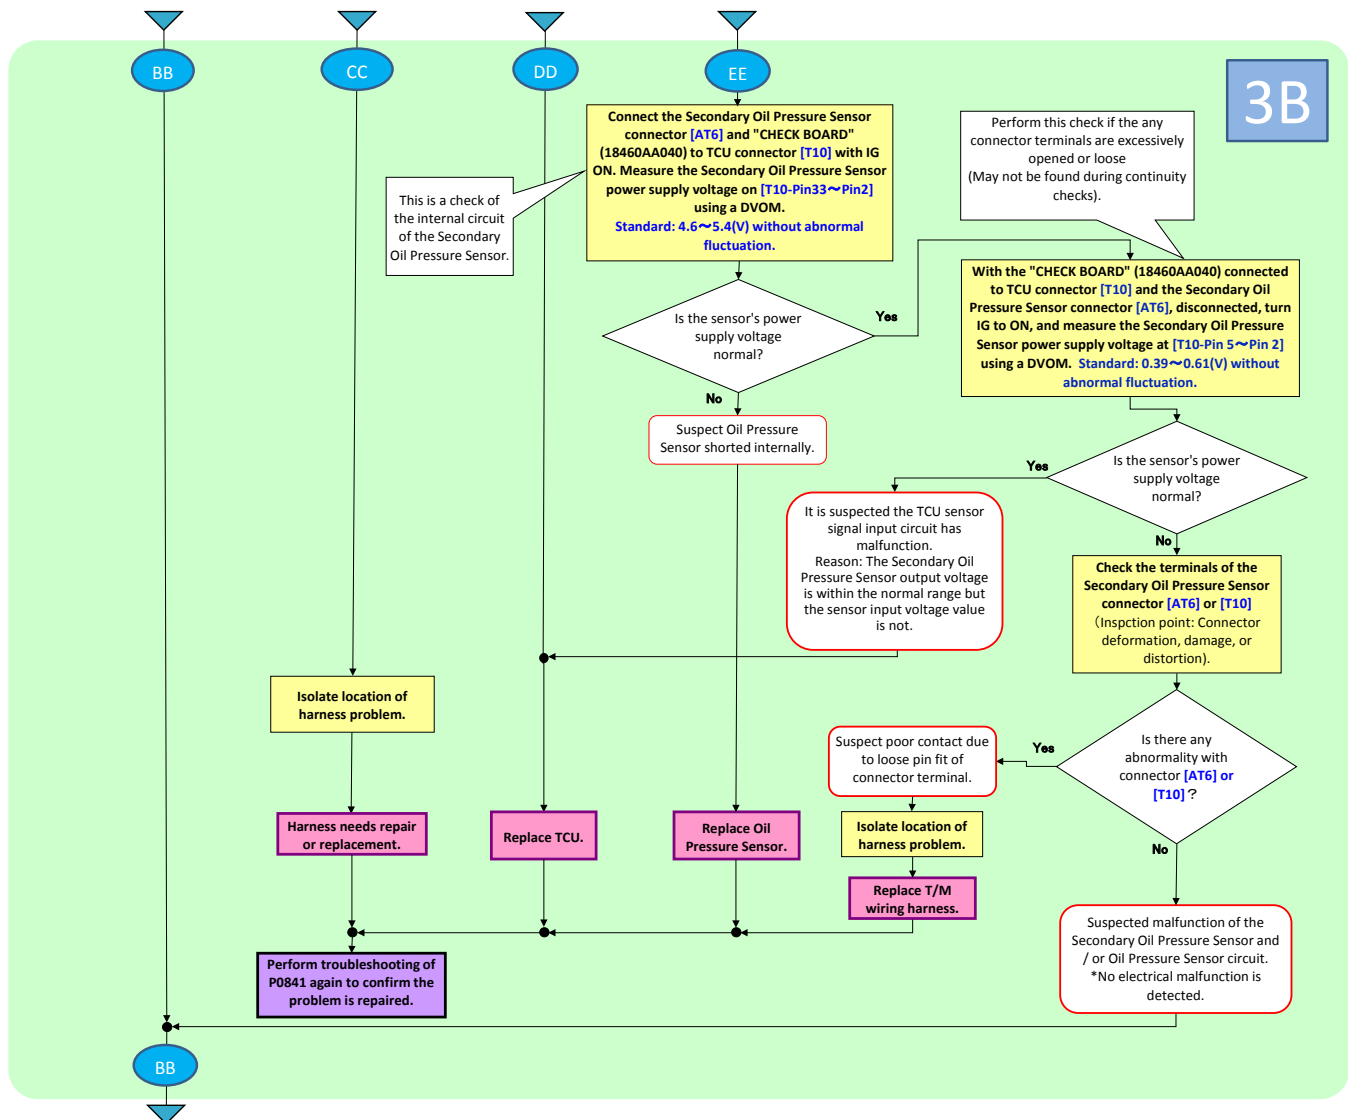 BB
CC
DD
EE
3B
Connect the Secondary Oil Pressure Sensor
connector [AT6] and "CHECK BOARD"
(18460AA040) to TCU connector [T10] with IG
ON. Measure the Secondary Oil Pressure Sensor
power supply voltage on [T10-Pin33～Pin2]
using a DVOM.
Standard: 4.6～5.4(V) without abnormal
fluctuation.
This is a check of
the internal circuit
of the Secondary
Oil Pressure Sensor.
Perform this check if the any
connector terminals are excessively
opened or loose
(May not be found during continuity
checks).
With the "CHECK BOARD" (18460AA040) connected
to TCU connector [T10] and the Secondary Oil
Pressure Sensor connector [AT6], disconnected, turn
IG to ON, and measure the Secondary Oil Pressure
Sensor power supply voltage at [T10-Pin 5～Pin 2]
using a DVOM. Standard: 0.39～0.61(V) without
abnormal fluctuation.
Is the sensor's power
supply voltage
normal?
Yes
No
Suspect Oil Pressure
Sensor shorted internally.
Is the sensor's power
supply voltage
normal?
Yes
No
It is suspected the TCU sensor
signal input circuit has
malfunction.
Reason: The Secondary Oil
Pressure Sensor output voltage
is within the normal range but
the sensor input voltage value
is not.
Check the terminals of the
Secondary Oil Pressure Sensor
connector [AT6] or [T10]
（Inspction point: Connector
deformation, damage, or
distortion).
Isolate location of
harness problem.
Suspect poor contact due
to loose pin fit of
connector terminal.
Yes
Is there any
abnormality with
connector [AT6] or
[T10]？
No
Harness needs repair
or replacement.
Replace TCU.
Replace Oil
Pressure Sensor.
Isolate location of
harness problem.
Replace T/M
wiring harness.
Suspected malfunction of the
Secondary Oil Pressure Sensor and
/ or Oil Pressure Sensor circuit.
*No electrical malfunction is
detected.
Perform troubleshooting of
P0841 again to confirm the
problem is repaired.
BB